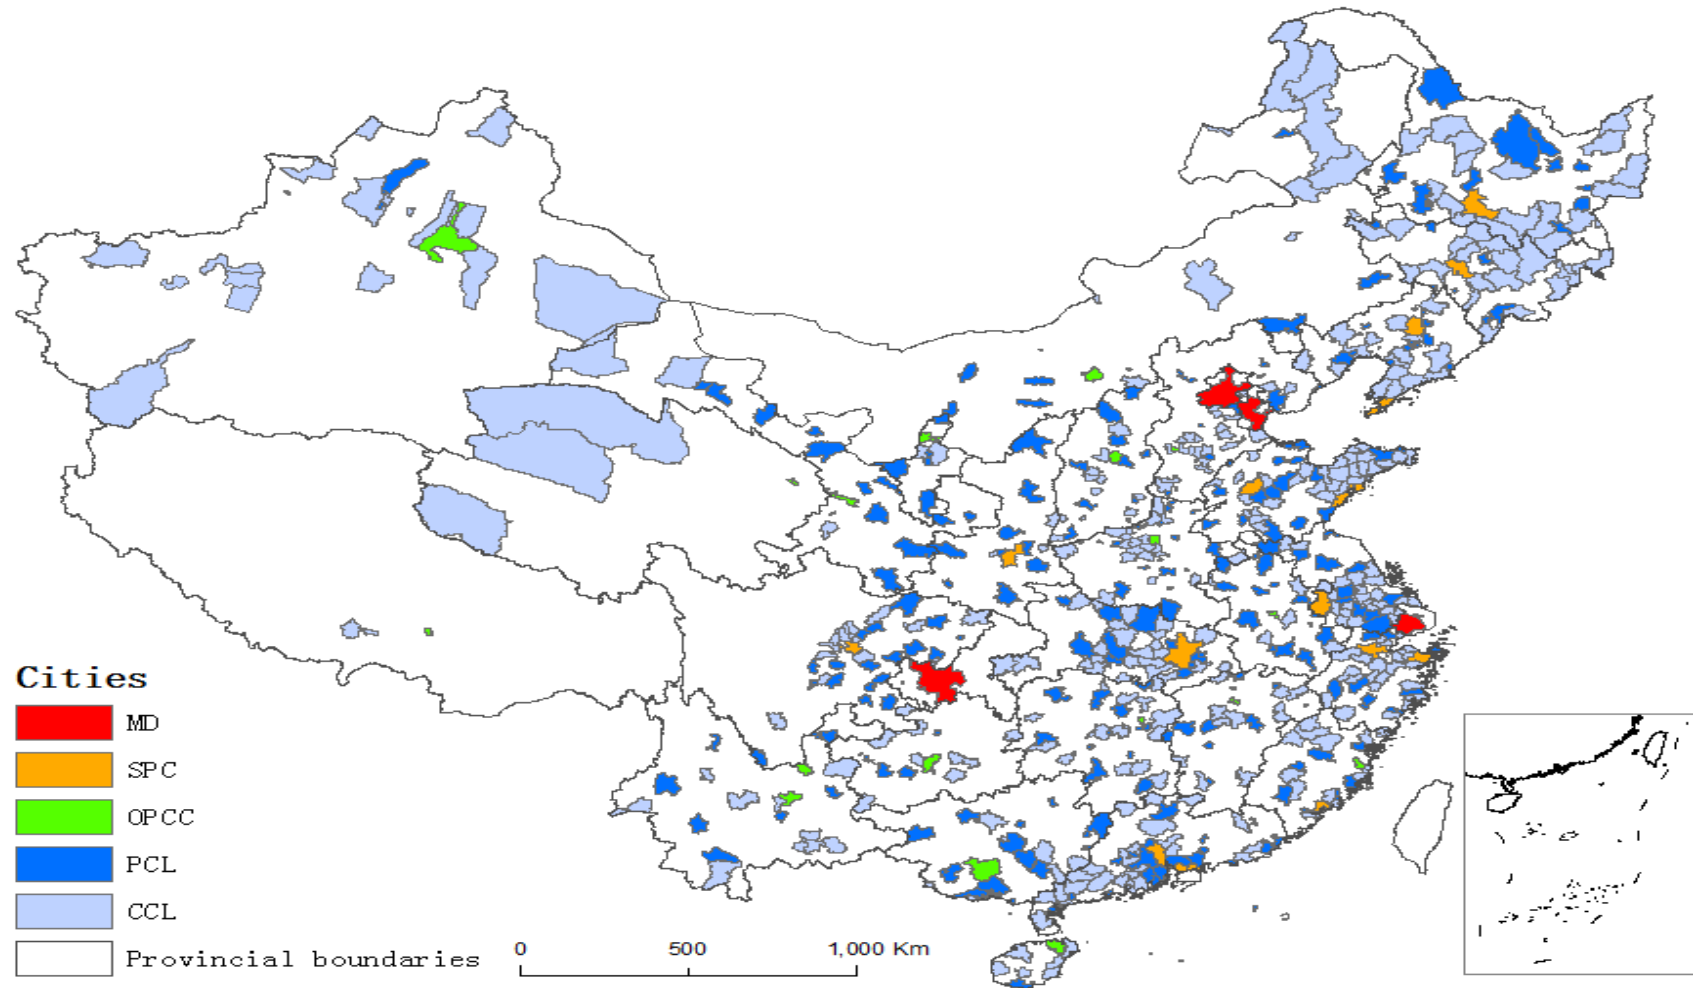 Cities
MD
SPC
OPCC
PCL
CCL
Provincial boundaries
0 500 1,000 Km